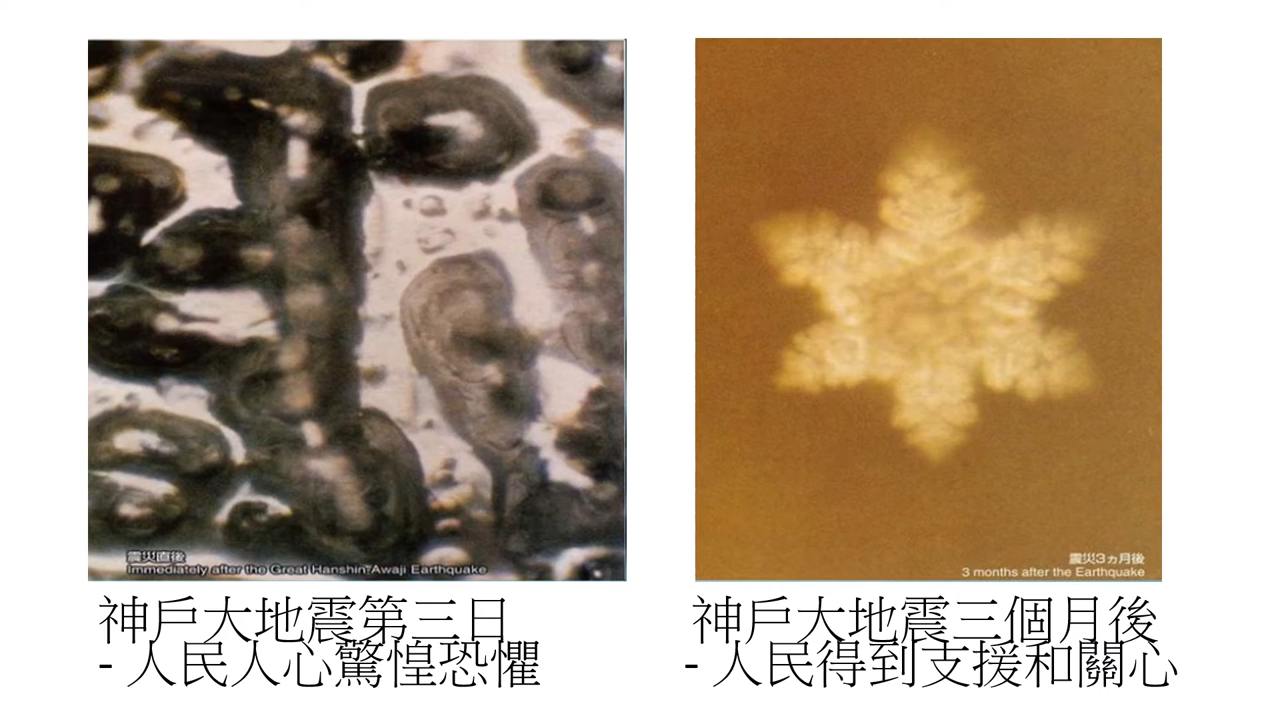 震災直後
Immediately after the Great Hanshin Awaji Earthquake
震災3ヵ月後
3 months after the Earthquake
神戶大地震第三日
- 人民人心驚惶恐懼
神戶大地震三個月後
- 人民得到支援和關心